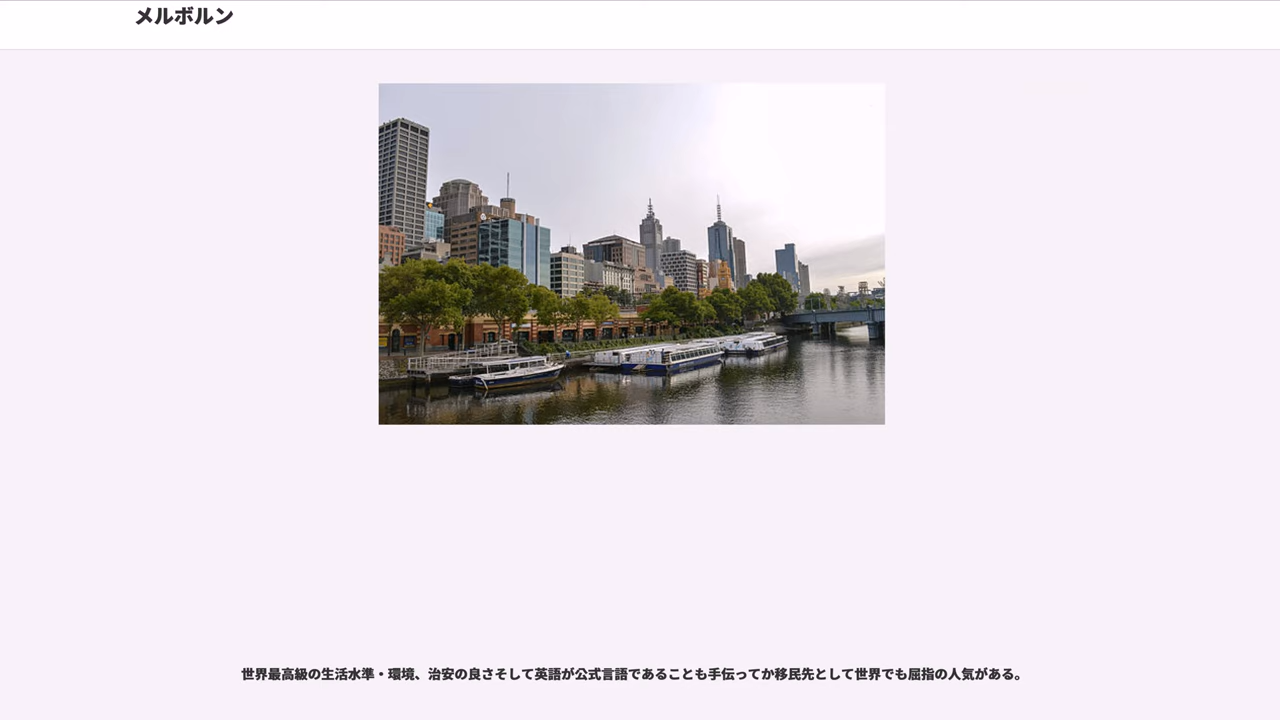 メルボルン
世界最高級の生活水準・環境、治安の良さそして英語が公式言語であることも手伝ってか移民先として世界でも屈指の人気がある。